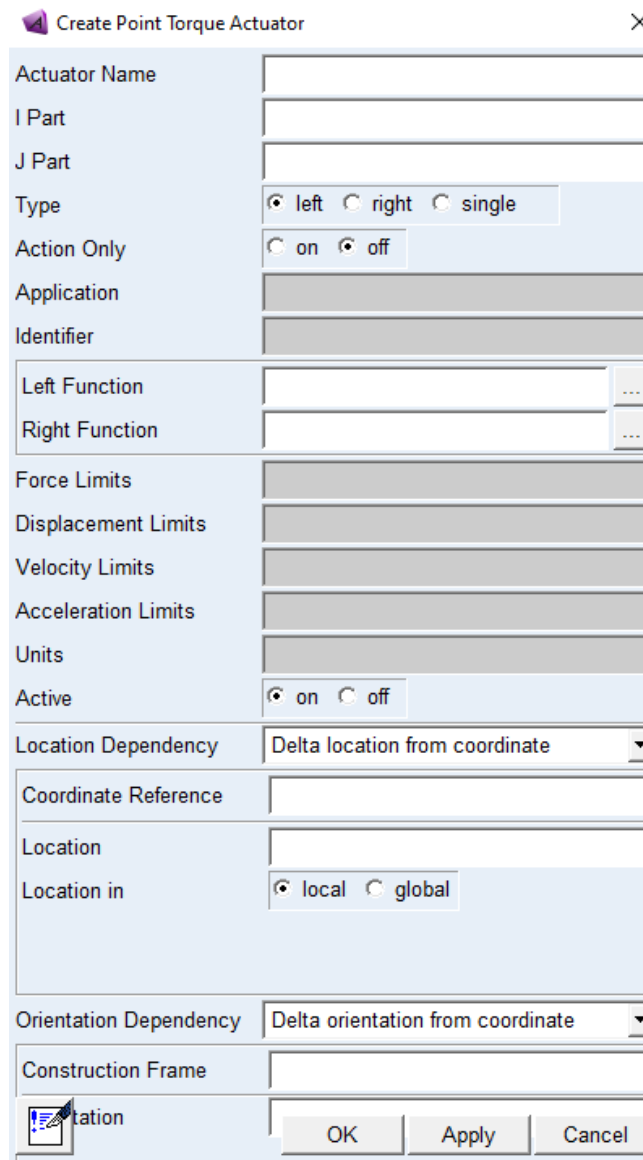 Create Point Torque Actuator
Actuator Name
I Part
J Part
Type left right single
Action Only on off
Application
Identifier
Left Function ...
Right Function ...
Force Limits
Displacement Limits
Velocity Limits
Acceleration Limits
Units
Active on off
Location Dependency Delta location from coordinate
Coordinate Reference
Location
Location in local global
Orientation Dependency Delta orientation from coordinate
Construction Frame
tation
OK Apply Cancel